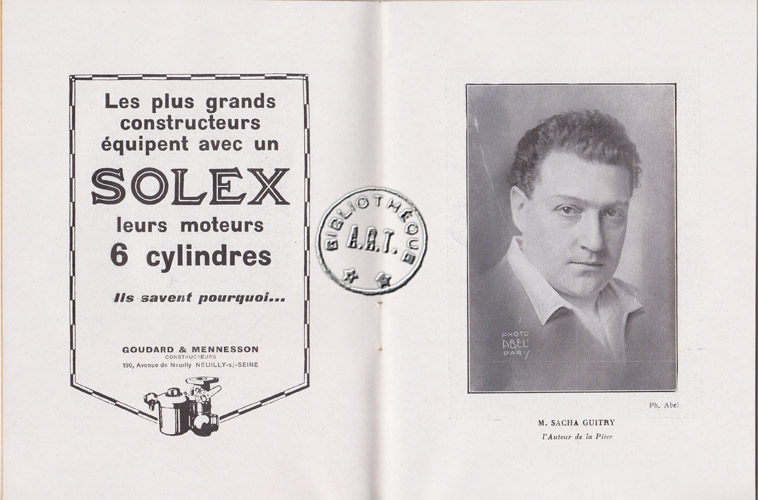 Les plus grands
constructeurs
équipent avec un
SOLEX
leurs moteurs
6 cylindres
Ils savent pourquoi...
GOUDARD & MENNESSON
CONSTRUCTEURS
190, Avenue de Neuilly NEUILLY-s/-SEINE
BIBLIOTHÈQUE
A.R.T.
PHOTO
ABEL
PARIS
Ph. Abel
M. SACHA GUITRY
l'Auteur de la Pièce